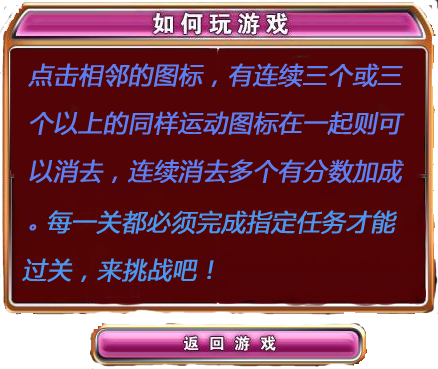 如何玩游戏
点击相邻的图标，有连续三个或三
个以上的同样运动图标在一起则可
以消去，连续消去多个有分数加成
。每一关都必须完成指定任务才能
过关，来挑战吧！
返回游戏